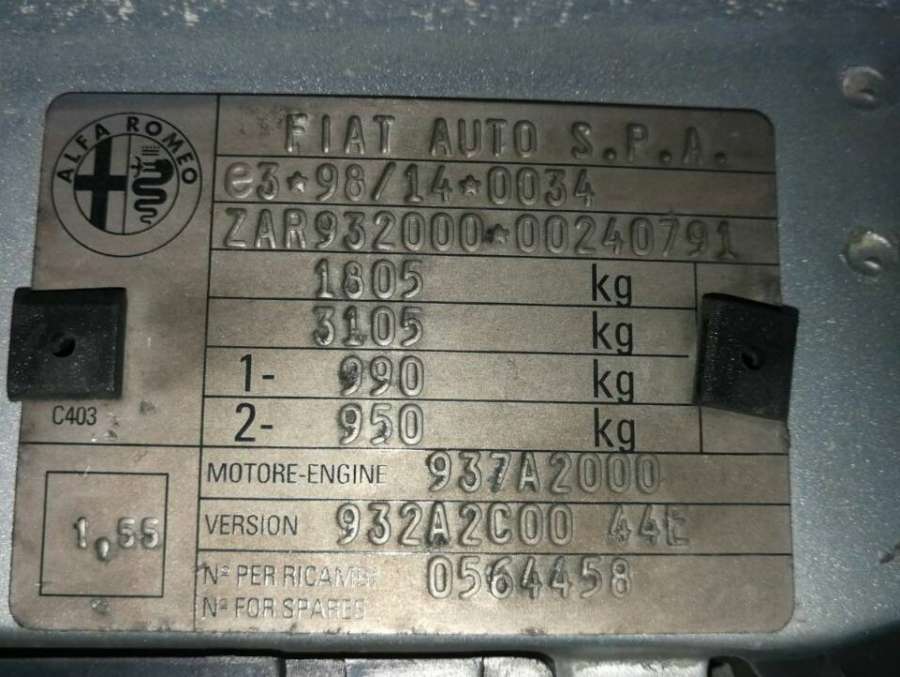 ALFA ROMEO
FIAT AUTO S.P.A.
e3*98/14*0034
ZAR932000*00240791
1805 kg
3105 kg
1- 990 kg
2- 950 kg
C403
MOTORE-ENGINE 937A2000
VERSION 932A2C00 44E
1,55
Nº PER RICAMBI 0564458
Nº FOR SPARES